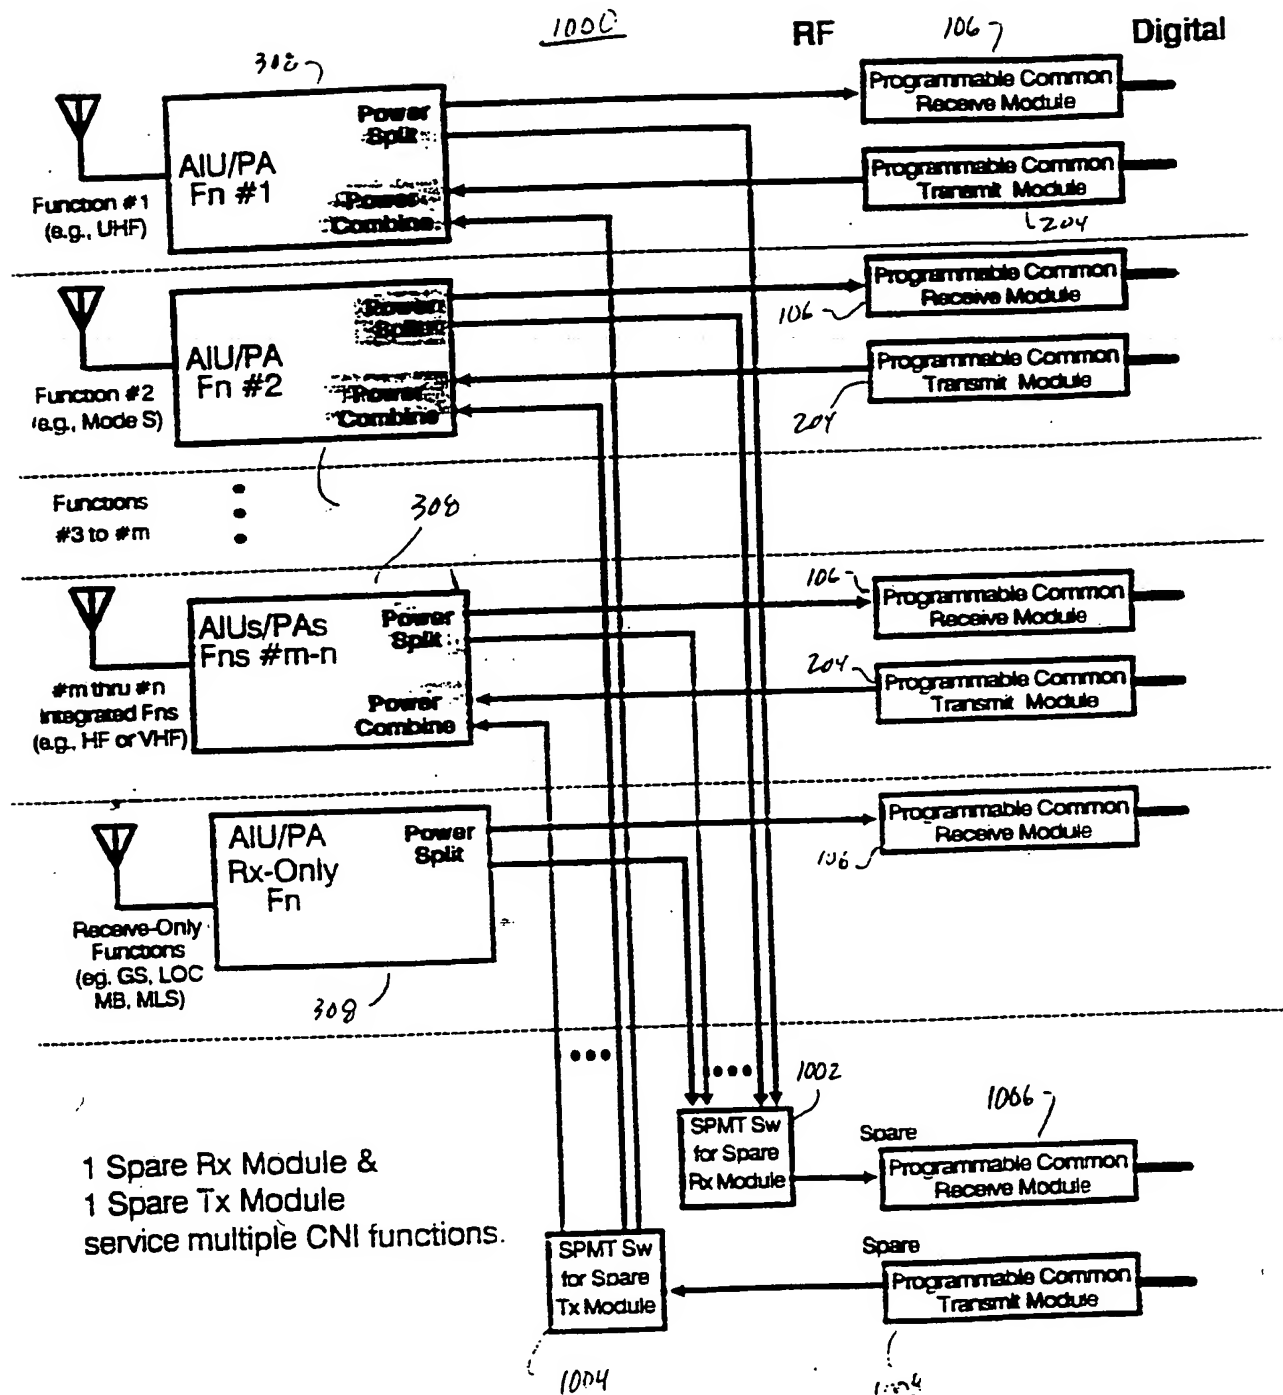 1000
RF
106
Digital
308
Programmable Common
Receive Module
Power
Split
AIU/PA
Fn #1
Programmable Common
Transmit Module
Power
Combine
204
Function #1
(e.g., UHF)
Programmable Common
Receive Module
106
Power
Split
AIU/PA
Fn #2
Programmable Common
Transmit Module
Power
Combine
204
Function #2
(e.g., Mode S)
Functions
#3 to #m
308
106
Programmable Common
Receive Module
AIUs/PAs
Fns #m-n
Power
Split
204
Programmable Common
Transmit Module
#m thru #n
Integrated Fns
(e.g., HF or VHF)
Power
Combine
Programmable Common
Receive Module
106
AIU/PA
Rx-Only
Fn
Power
Split
Receive-Only
Functions
(eg. GS, LOC
MB, MLS)
308
1002
1006
SPMT Sw
for Spare
Rx Module
Spare
Programmable Common
Receive Module
1 Spare Rx Module &
1 Spare Tx Module
service multiple CNI functions.
SPMT Sw
for Spare
Tx Module
Spare
Programmable Common
Transmit Module
1004